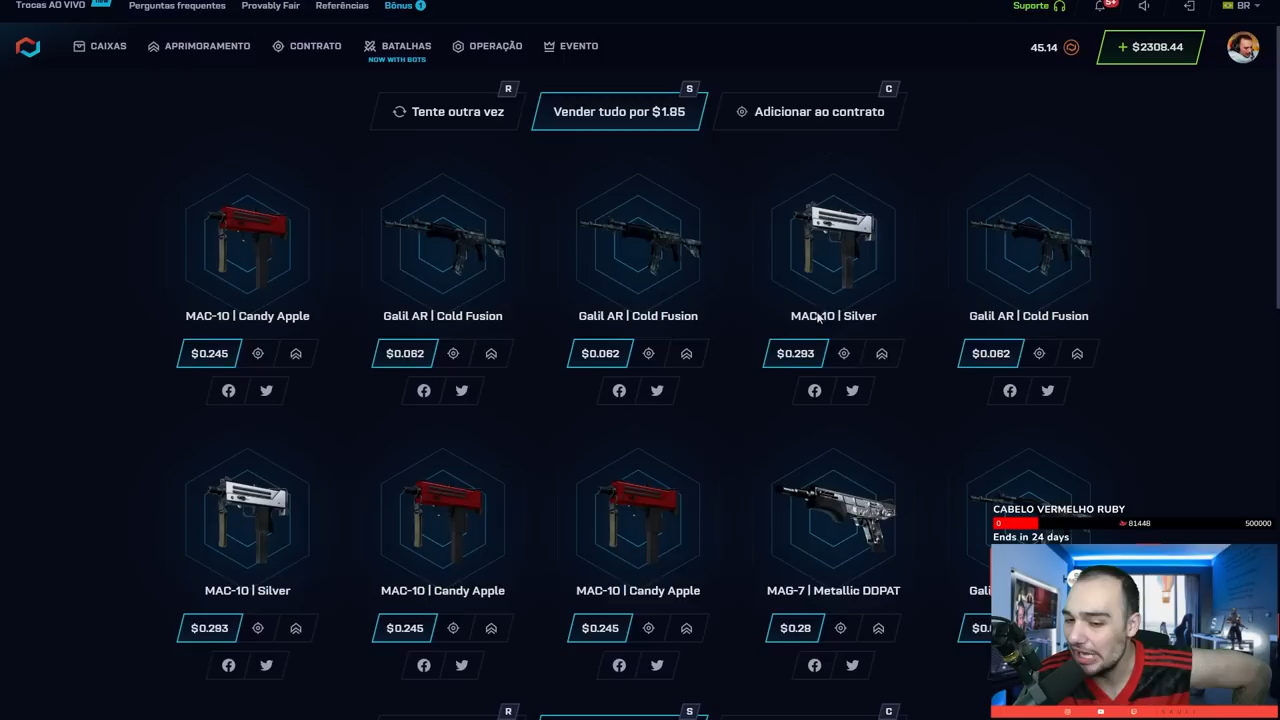 Trocas AO VIVO
Perguntas frequentes
Provably Fair
Referências
Bônus 1
Suporte
5+
BR
CAIXAS
APRIMORAMENTO
CONTRATO
BATALHAS
NOW WITH BOTS
OPERAÇÃO
EVENTO
45.14
+ $2308.44
R
Tente outra vez
S
Vender tudo por $1.85
C
Adicionar ao contrato
MAC-10 | Candy Apple
Galil AR | Cold Fusion
Galil AR | Cold Fusion
MAC-10 | Silver
Galil AR | Cold Fusion
$0.245
$0.062
$0.062
$0.293
$0.062
CABELO VERMELHO RUBY
0
81448
500000
Ends in 24 days
MAC-10 | Silver
MAC-10 | Candy Apple
MAC-10 | Candy Apple
MAG-7 | Metallic DDPAT
$0.293
$0.245
$0.245
$0.28
R
S
C